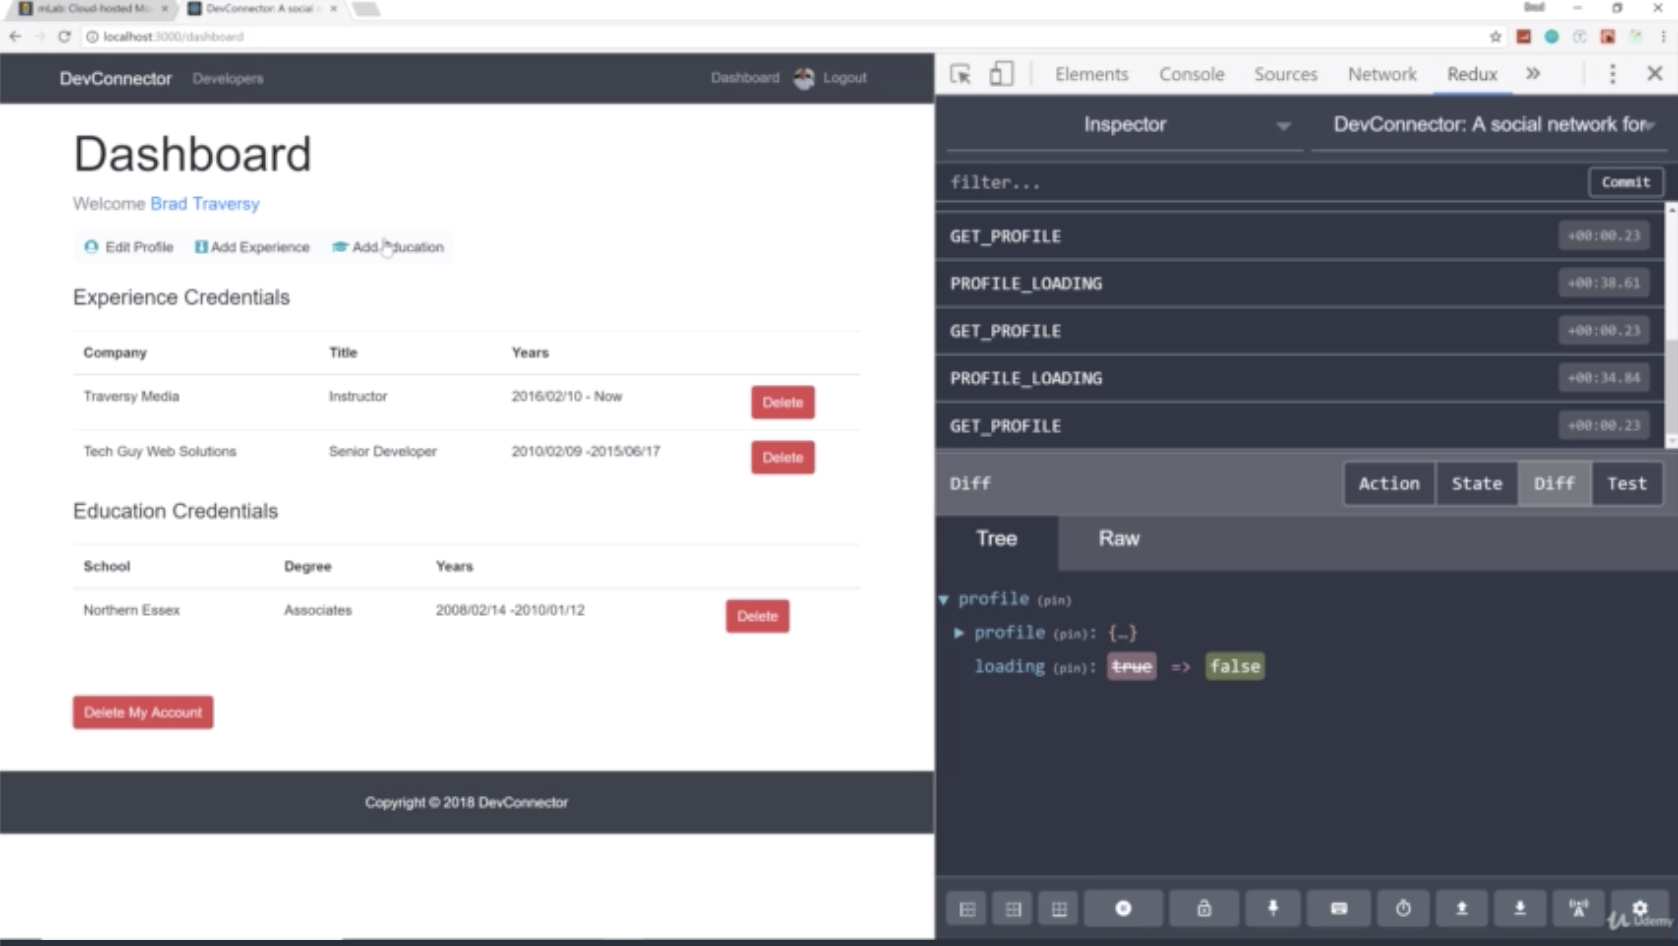 mLab: Cloud-hosted Mo
DevConnector: A social n
localhost:3000/dashboard
DevConnector Developers Dashboard Logout
Dashboard
Welcome Brad Traversy
Edit Profile Add Experience Add Education
Experience Credentials
Company Title Years
Traversy Media Instructor 2016/02/10 - Now Delete
Tech Guy Web Solutions Senior Developer 2010/02/09 -2015/06/17 Delete
Education Credentials
School Degree Years
Northern Essex Associates 2008/02/14 -2010/01/12 Delete
Delete My Account
Copyright © 2018 DevConnector
Elements Console Sources Network Redux »
Inspector DevConnector: A social network for
filter... Commit
GET_PROFILE +00:00.23
PROFILE_LOADING +00:38.61
GET_PROFILE +00:00.23
PROFILE_LOADING +00:34.84
GET_PROFILE +00:00.23
Diff Action State Diff Test
Tree Raw
profile (pin)
profile (pin): {…}
loading (pin): true => false
Udemy